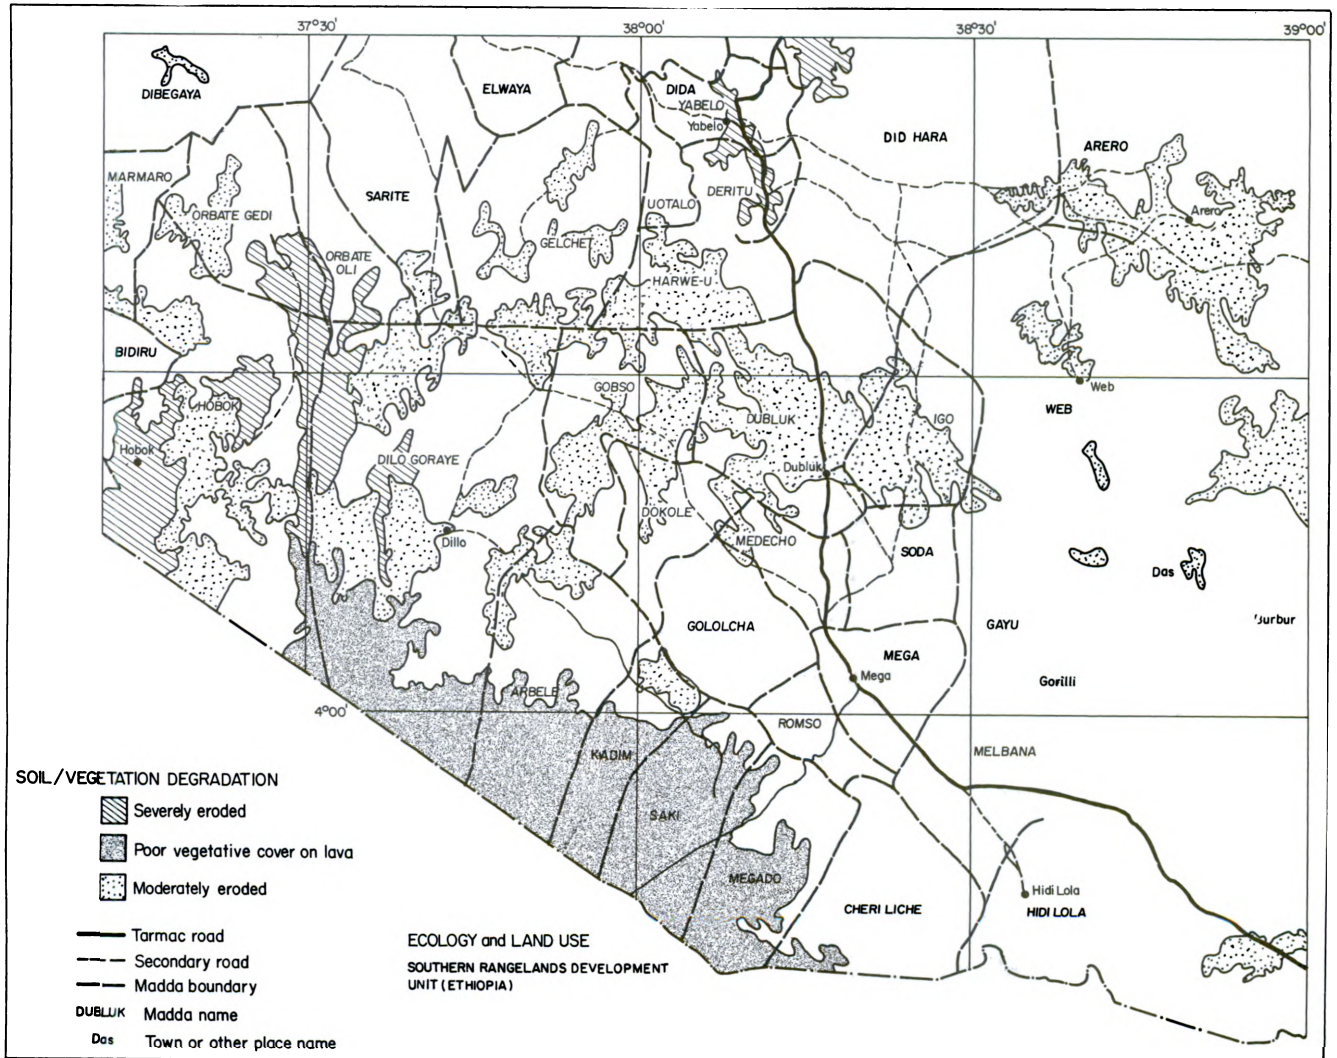 37°30'
38°00'
38°30'
39°00'
DIBEGAYA
ELWAYA
DIDA
YABELO
Yabelo
DID HARA
ARERO
MARMARO
SARITE
DERITU
UOTALO
ORBATE GEDI
Arero
GELCHET
ORBATE
OLI
HARWE-U
BIDIRU
GOBSO
Web
HOBOK
WEB
DUBLUK
IGO
Hobok
DILO GORAYE
Dubluk
DOKOLE
Dillo
MEDECHO
SODA
Das
GOLOLCHA
GAYU
MEGA
Mega
Gorilli
ARBELE
4°00'
ROMSO
KADIM
MELBANA
SAKI
MEGADO
Hidi Lola
CHERI LICHE
HIDI LOLA
SOIL/VEGETATION DEGRADATION
Severely eroded
Poor vegetative cover on lava
Moderately eroded
Tarmac road
Secondary road
Madda boundary
DUBLUK Madda name
Das Town or other place name
ECOLOGY and LAND USE
SOUTHERN RANGELANDS DEVELOPMENT
UNIT (ETHIOPIA)